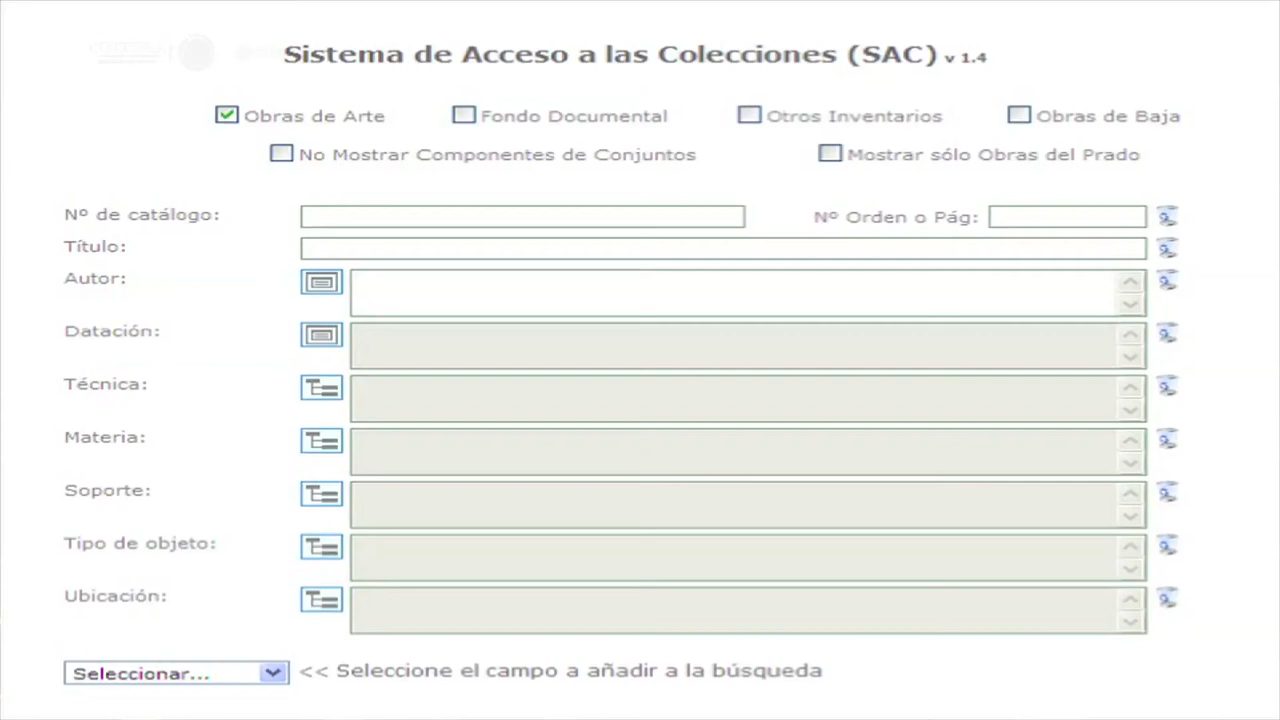 Sistema de Acceso a las Colecciones (SAC) v 1.4
Obras de Arte Fondo Documental Otros Inventarios Obras de Baja
No Mostrar Componentes de Conjuntos Mostrar sólo Obras del Prado
Nº de catálogo: Nº Orden o Pág:
Título:
Autor:
Datación:
Técnica:
Materia:
Soporte:
Tipo de objeto:
Ubicación:
Seleccionar... << Seleccione el campo a añadir a la búsqueda